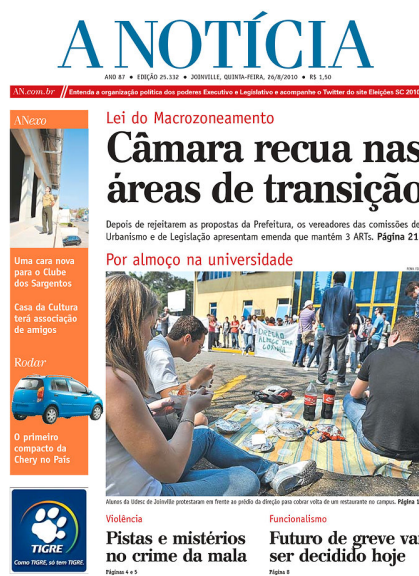 A NOTÍCIA
ANO 87 • EDIÇÃO 25.332 • JOINVILLE, QUINTA-FEIRA, 26/8/2010 • R$ 1,50
AN.com.br // Entenda a organização política dos poderes Executivo e Legislativo e acompanhe o Twitter do site Eleições SC 2010
ANexo
Uma cara nova
para o Clube
dos Sargentos
Casa da Cultura
terá associação
de amigos
Rodar
O primeiro
compacto da
Chery no País
TIGRE
Como TIGRE, só tem TIGRE.
Lei do Macrozoneamento
Câmara recua nas
áreas de transição
Depois de rejeitarem as propostas da Prefeitura, os vereadores das comissões de
Urbanismo e de Legislação apresentam emenda que mantém 3 ARTs. Página 21
Por almoço na universidade
Alunos da Udesc de Joinville protestaram em frente ao prédio da direção para cobrar volta de um restaurante no campus. Página 1
Violência
Pistas e mistérios
no crime da mala
Páginas 4 e 5
Funcionalismo
Futuro de greve vai
ser decidido hoje
Página 8